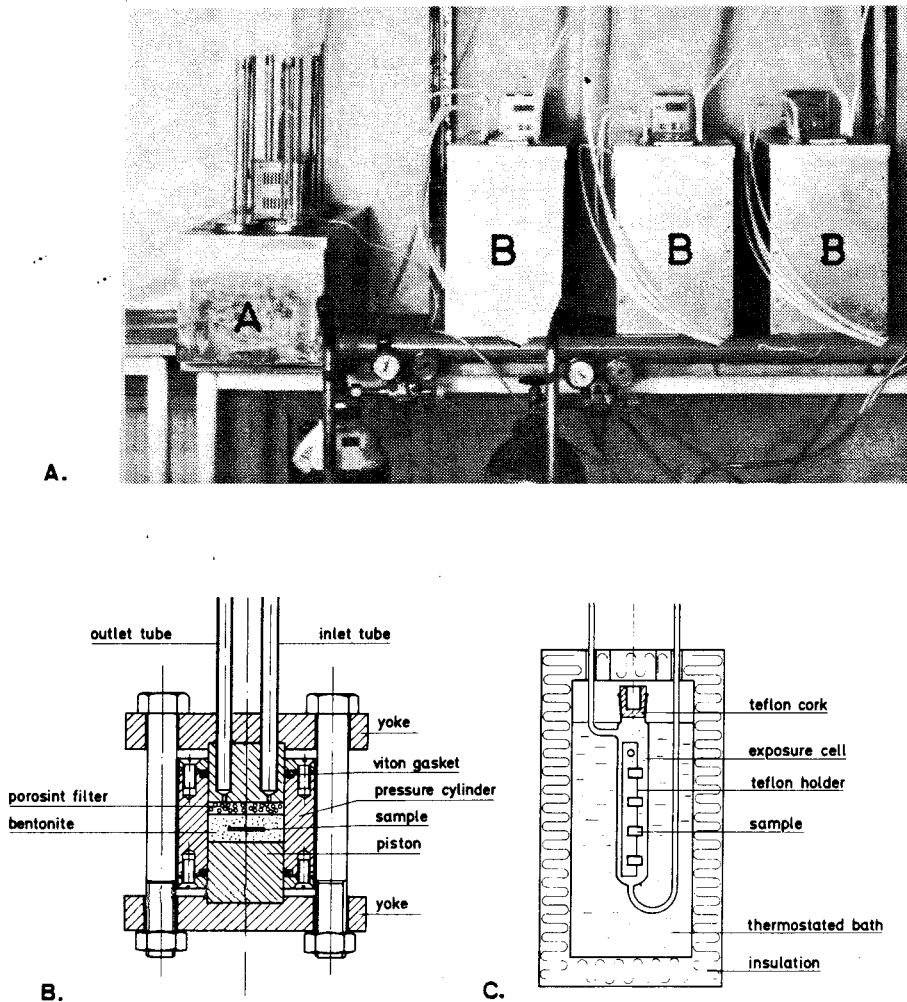 A
B
B
B
A.
outlet tube
inlet tube
yoke
viton gasket
porosint filter
pressure cylinder
bentonite
sample
piston
yoke
B.
teflon cork
exposure cell
teflon holder
sample
thermostated bath
insulation
C.